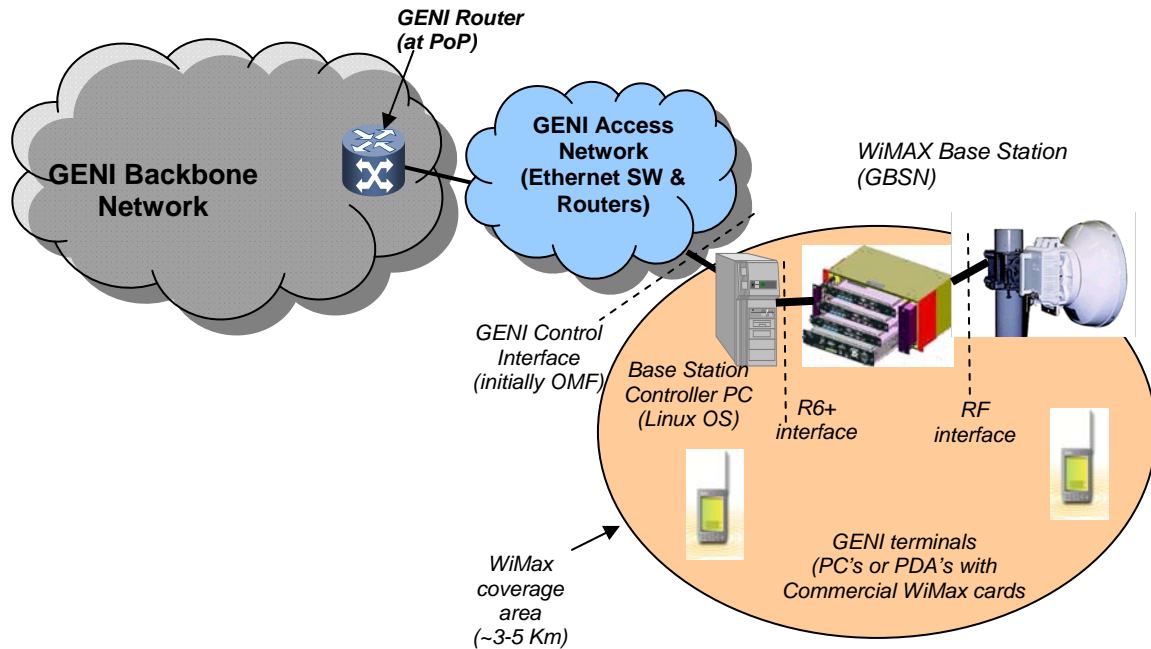 GENI Router
(at PoP)
GENI Backbone
Network
GENI Access
Network
(Ethernet SW &
Routers)
WiMAX Base Station
(GBSN)
GENI Control
Interface
(initially OMF)
Base Station
Controller PC
(Linux OS)
R6+
interface
RF
interface
GENI terminals
(PC's or PDA's with
Commercial WiMax cards
WiMax
coverage
area
(~3-5 Km)